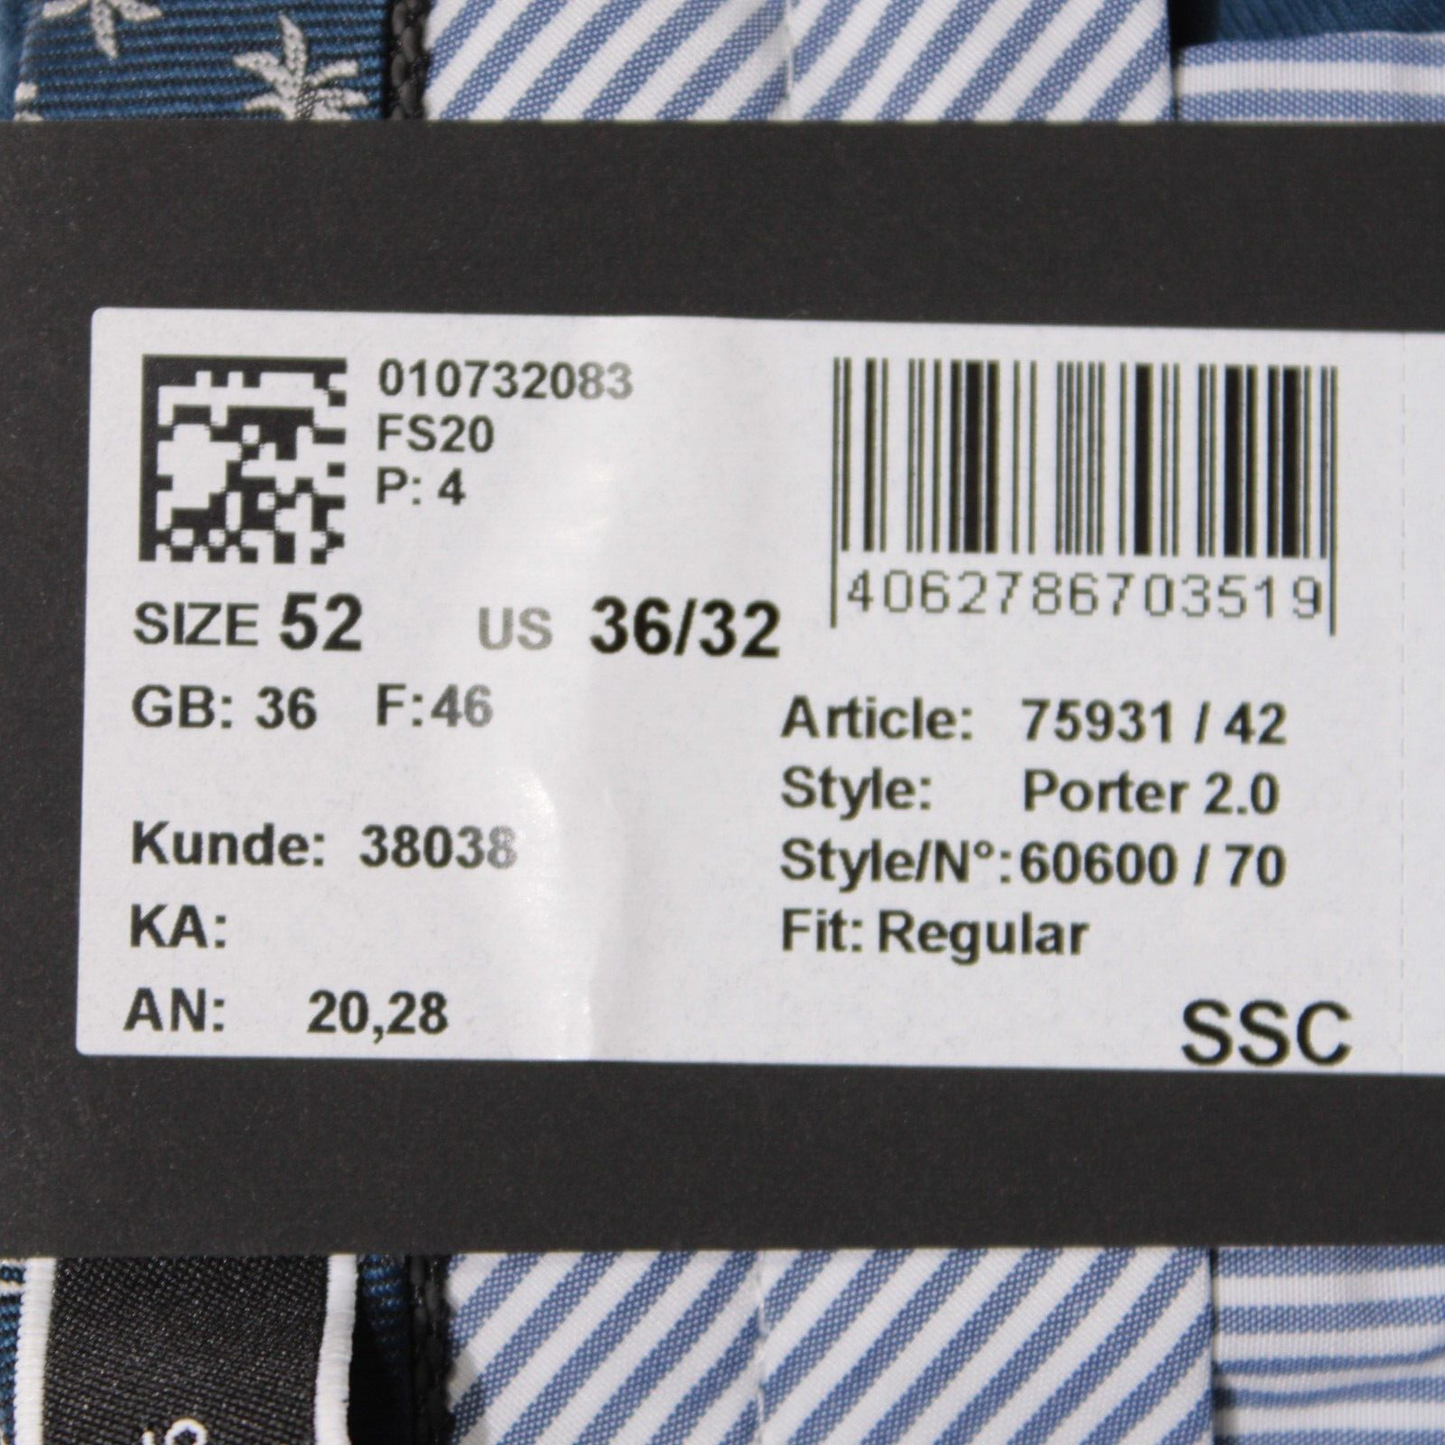 010732083
FS20
P: 4
4062786703519
SIZE 52 US 36/32
GB: 36 F:46
Article: 75931 / 42
Style: Porter 2.0
Style/N°:60600 / 70
Fit: Regular
Kunde: 38038
KA:
AN: 20,28
SSC